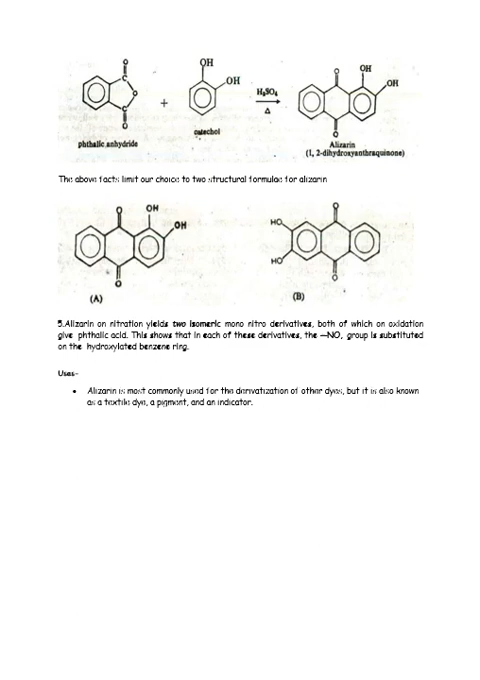 O
C
O
C
O
OH
OH
+
H₂SO₄
Δ
O
OH
OH
O
phthalic anhydride
catechol
Alizarin
(1, 2-dihydroxyanthraquinone)
The above facts limit our choice to two structural formulae for alizarin
O
OH
OH
O
(A)
HO
HO
O
O
(B)
5.Alizarin on nitration yields two isomeric mono nitro derivatives, both of which on oxidation
give phthalic acid. This shows that in each of these derivatives, the —NO, group is substituted
on the hydroxylated benzene ring.
Uses-
• Alizarin is most commonly used for the derivatization of other dyes, but it is also known
as a textile dye, a pigment, and an indicator.